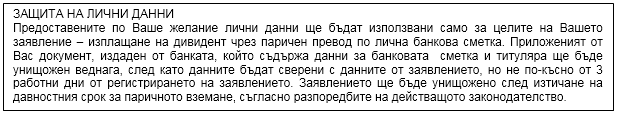 ЗАЩИТА НА ЛИЧНИ ДАННИ
Предоставените по Ваше желание лични данни ще бъдат използвани само за целите на Вашето
заявление – изплащане на дивидент чрез паричен превод по лична банкова сметка. Приложеният от
Вас документ, издаден от банката, който съдържа данни за банковата сметка и титуляра ще бъде
унищожен веднага, след като данните бъдат сверени с данните от заявлението, но не по-късно от 3
работни дни от регистрирането на заявлението. Заявлението ще бъде унищожено след изтичане на
давностния срок за паричното вземане, съгласно разпоредбите на действащото законодателство.